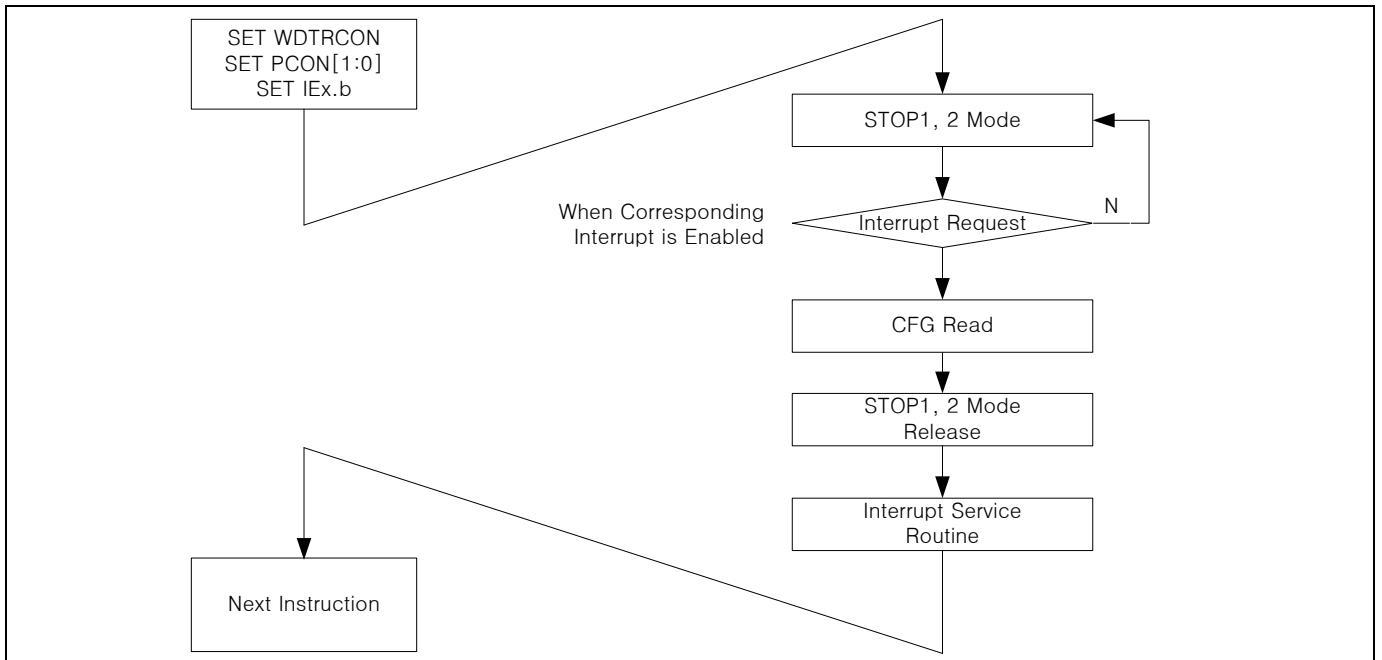 SET WDTRCON
SET PCON[1:0]
SET IEx.b
STOP1, 2 Mode
When Corresponding
Interrupt is Enabled
Interrupt Request
N
CFG Read
STOP1, 2 Mode
Release
Interrupt Service
Routine
Next Instruction